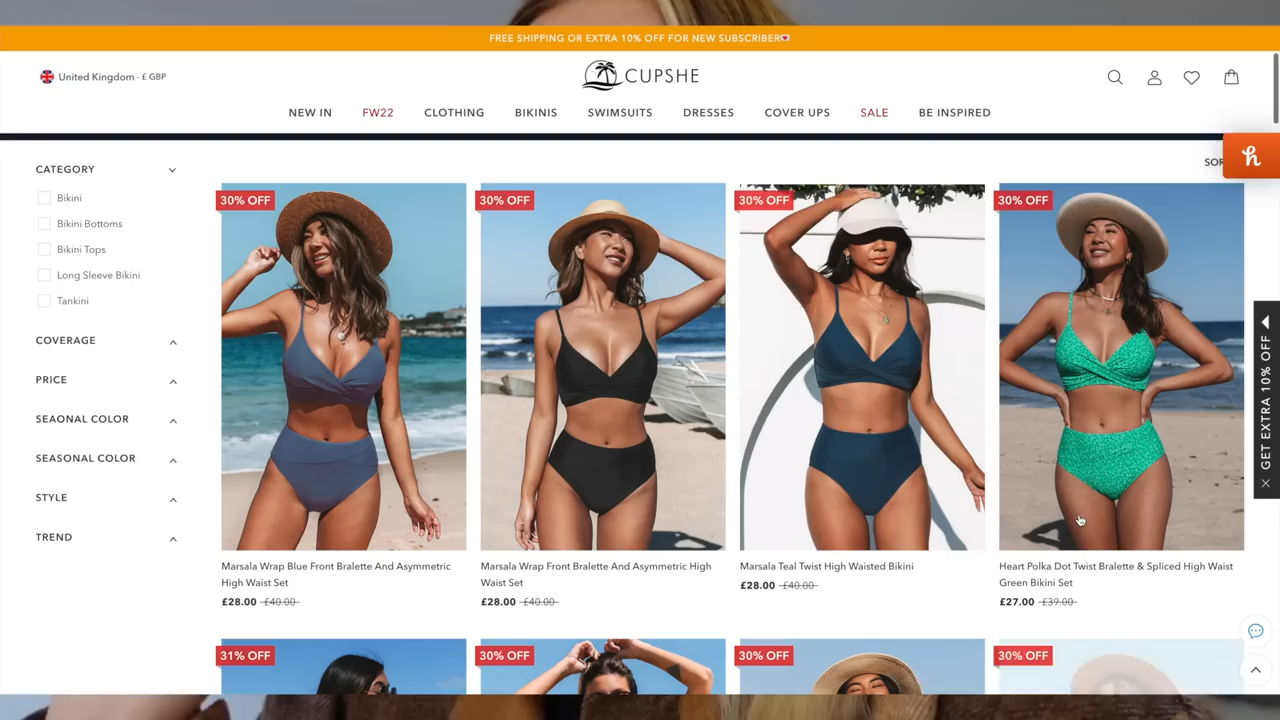 FREE SHIPPING OR EXTRA 10% OFF FOR NEW SUBSCRIBER
United Kingdom - £ GBP
CUPSHE
NEW IN
FW22
CLOTHING
BIKINIS
SWIMSUITS
DRESSES
COVER UPS
SALE
BE INSPIRED
CATEGORY
Bikini
Bikini Bottoms
Bikini Tops
Long Sleeve Bikini
Tankini
COVERAGE
PRICE
SEAONAL COLOR
SEASONAL COLOR
STYLE
TREND
SOR
h
30% OFF
30% OFF
30% OFF
30% OFF
GET EXTRA 10% OFF
Marsala Wrap Blue Front Bralette And Asymmetric
High Waist Set
£28.00 £40.00
Marsala Wrap Front Bralette And Asymmetric High
Waist Set
£28.00 £40.00
Marsala Teal Twist High Waisted Bikini
£28.00 £40.00
Heart Polka Dot Twist Bralette & Spliced High Waist
Green Bikini Set
£27.00 £39.00
31% OFF
30% OFF
30% OFF
30% OFF